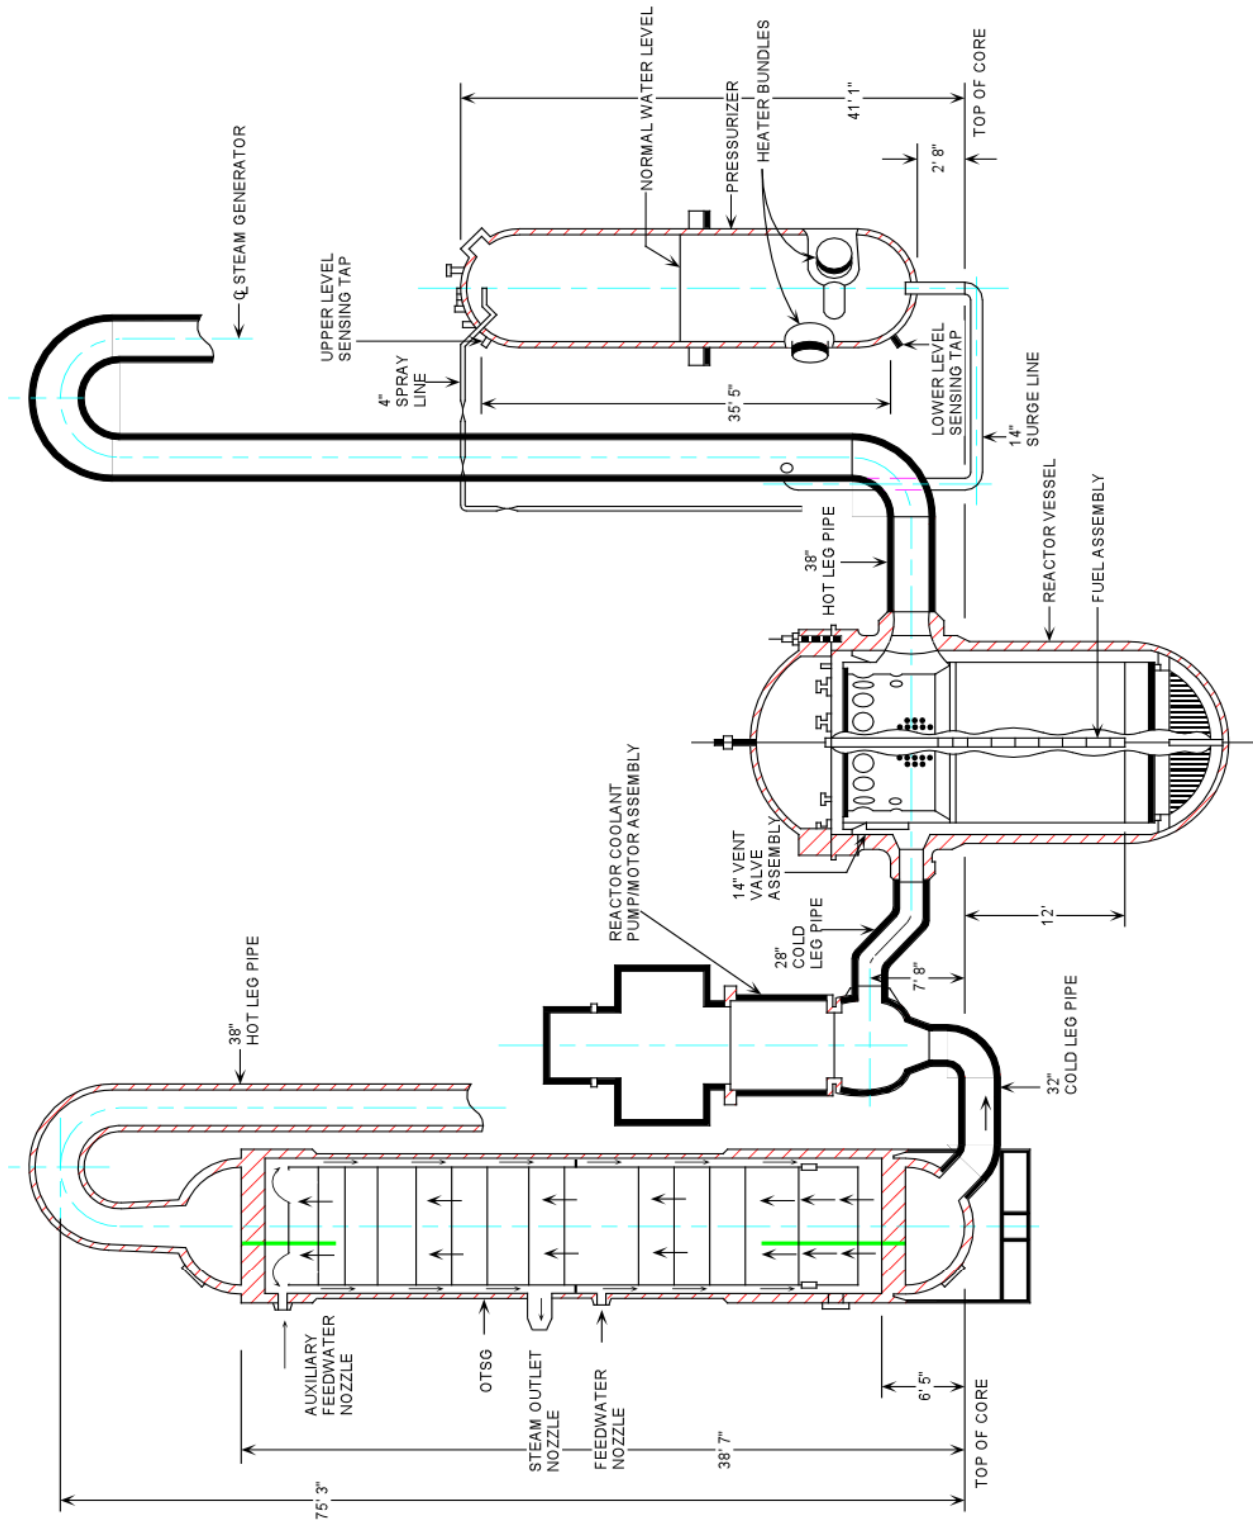 ℄ STEAM GENERATOR
UPPER LEVEL
SENSING TAP
4"
SPRAY
LINE
NORMAL WATER LEVEL
PRESSURIZER
HEATER BUNDLES
41' 1"
TOP OF CORE
2' 8"
35' 5"
LOWER LEVEL
SENSING TAP
14"
SURGE LINE
38"
HOT LEG PIPE
REACTOR VESSEL
FUEL ASSEMBLY
REACTOR COOLANT
PUMP/MOTOR ASSEMBLY
14" VENT
VALVE
ASSEMBLY
28"
COLD
LEG PIPE
7' 8"
12'
38"
HOT LEG PIPE
32"
COLD LEG PIPE
AUXILIARY
FEEDWATER
NOZZLE
OTSG
STEAM OUTLET
NOZZLE
FEEDWATER
NOZZLE
6' 5"
38' 7"
75' 3"
TOP OF CORE